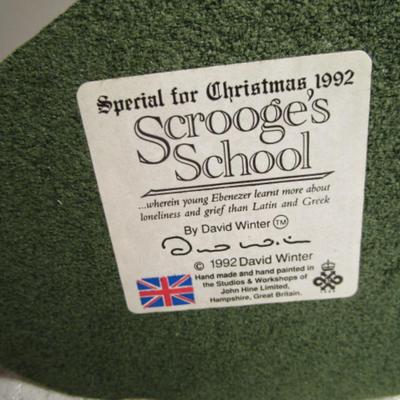 Special for Christmas 1992
Scrooge's
School
...wherein young Ebenezer learnt more about
loneliness and grief than Latin and Greek
By David Winter TM
© 1992 David Winter
Hand made and hand painted in
the Studios & Workshops of
John Hine Limited,
Hampshire, Great Britain.